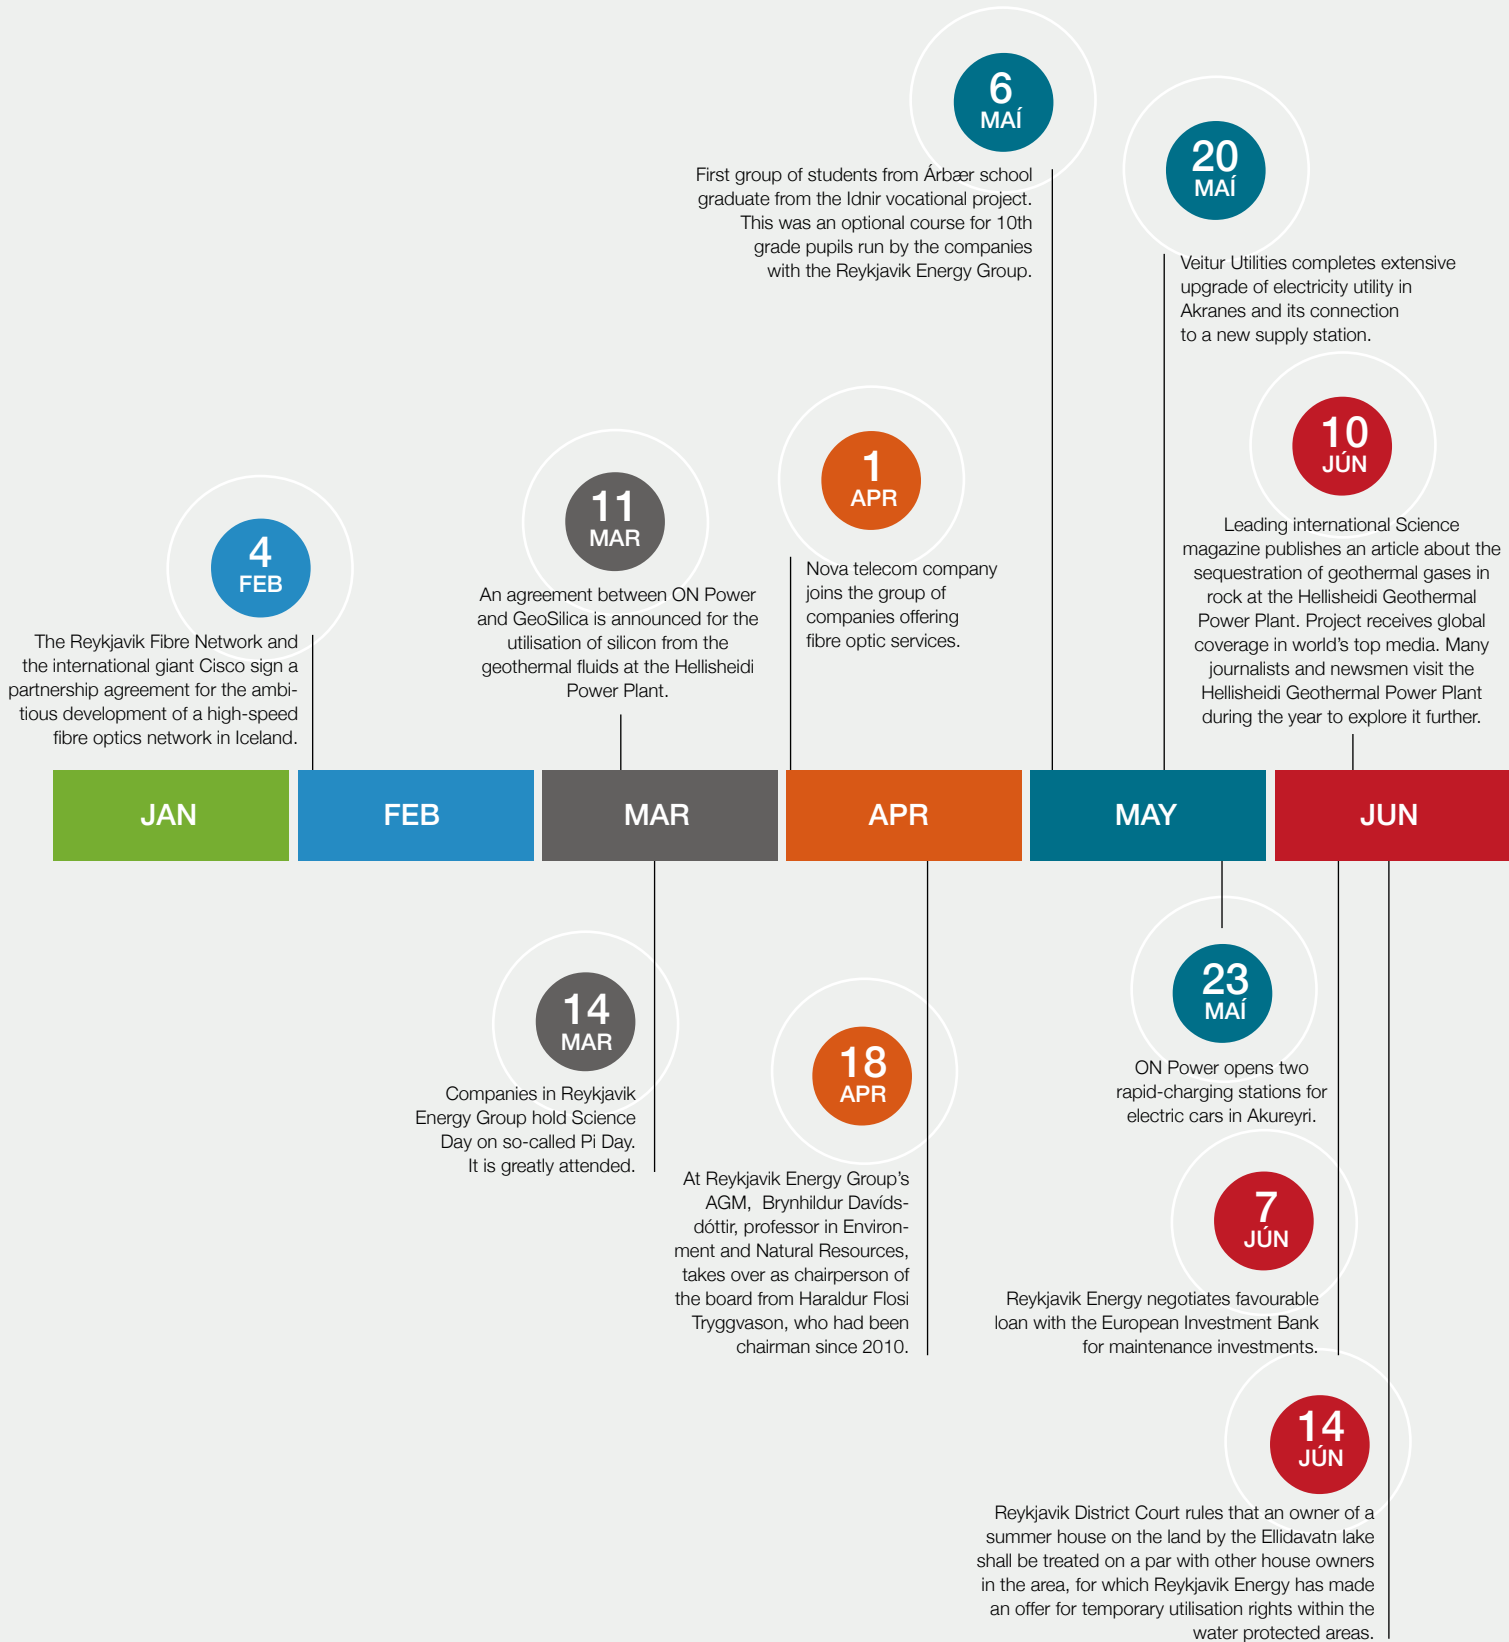 6
MAÍ
First group of students from Árbær school
graduate from the Idnir vocational project.
This was an optional course for 10th
grade pupils run by the companies
with the Reykjavik Energy Group.
20
MAÍ
Veitur Utilities completes extensive
upgrade of electricity utility in
Akranes and its connection
to a new supply station.
4
FEB
The Reykjavik Fibre Network and
the international giant Cisco sign a
partnership agreement for the ambi-
tious development of a high-speed
fibre optics network in Iceland.
11
MAR
An agreement between ON Power
and GeoSilica is announced for the
utilisation of silicon from the
geothermal fluids at the Hellisheidi
Power Plant.
1
APR
Nova telecom company
joins the group of
companies offering
fibre optic services.
10
JÚN
Leading international Science
magazine publishes an article about the
sequestration of geothermal gases in
rock at the Hellisheidi Geothermal
Power Plant. Project receives global
coverage in world's top media. Many
journalists and newsmen visit the
Hellisheidi Geothermal Power Plant
during the year to explore it further.
JAN
FEB
MAR
APR
MAY
JUN
14
MAR
Companies in Reykjavik
Energy Group hold Science
Day on so-called Pi Day.
It is greatly attended.
18
APR
At Reykjavik Energy Group's
AGM, Brynhildur Davíds-
dóttir, professor in Environ-
ment and Natural Resources,
takes over as chairperson of
the board from Haraldur Flosi
Tryggvason, who had been
chairman since 2010.
23
MAÍ
ON Power opens two
rapid-charging stations for
electric cars in Akureyri.
7
JÚN
Reykjavik Energy negotiates favourable
loan with the European Investment Bank
for maintenance investments.
14
JÚN
Reykjavik District Court rules that an owner of a
summer house on the land by the Ellidavatn lake
shall be treated on a par with other house owners
in the area, for which Reykjavik Energy has made
an offer for temporary utilisation rights within the
water protected areas.